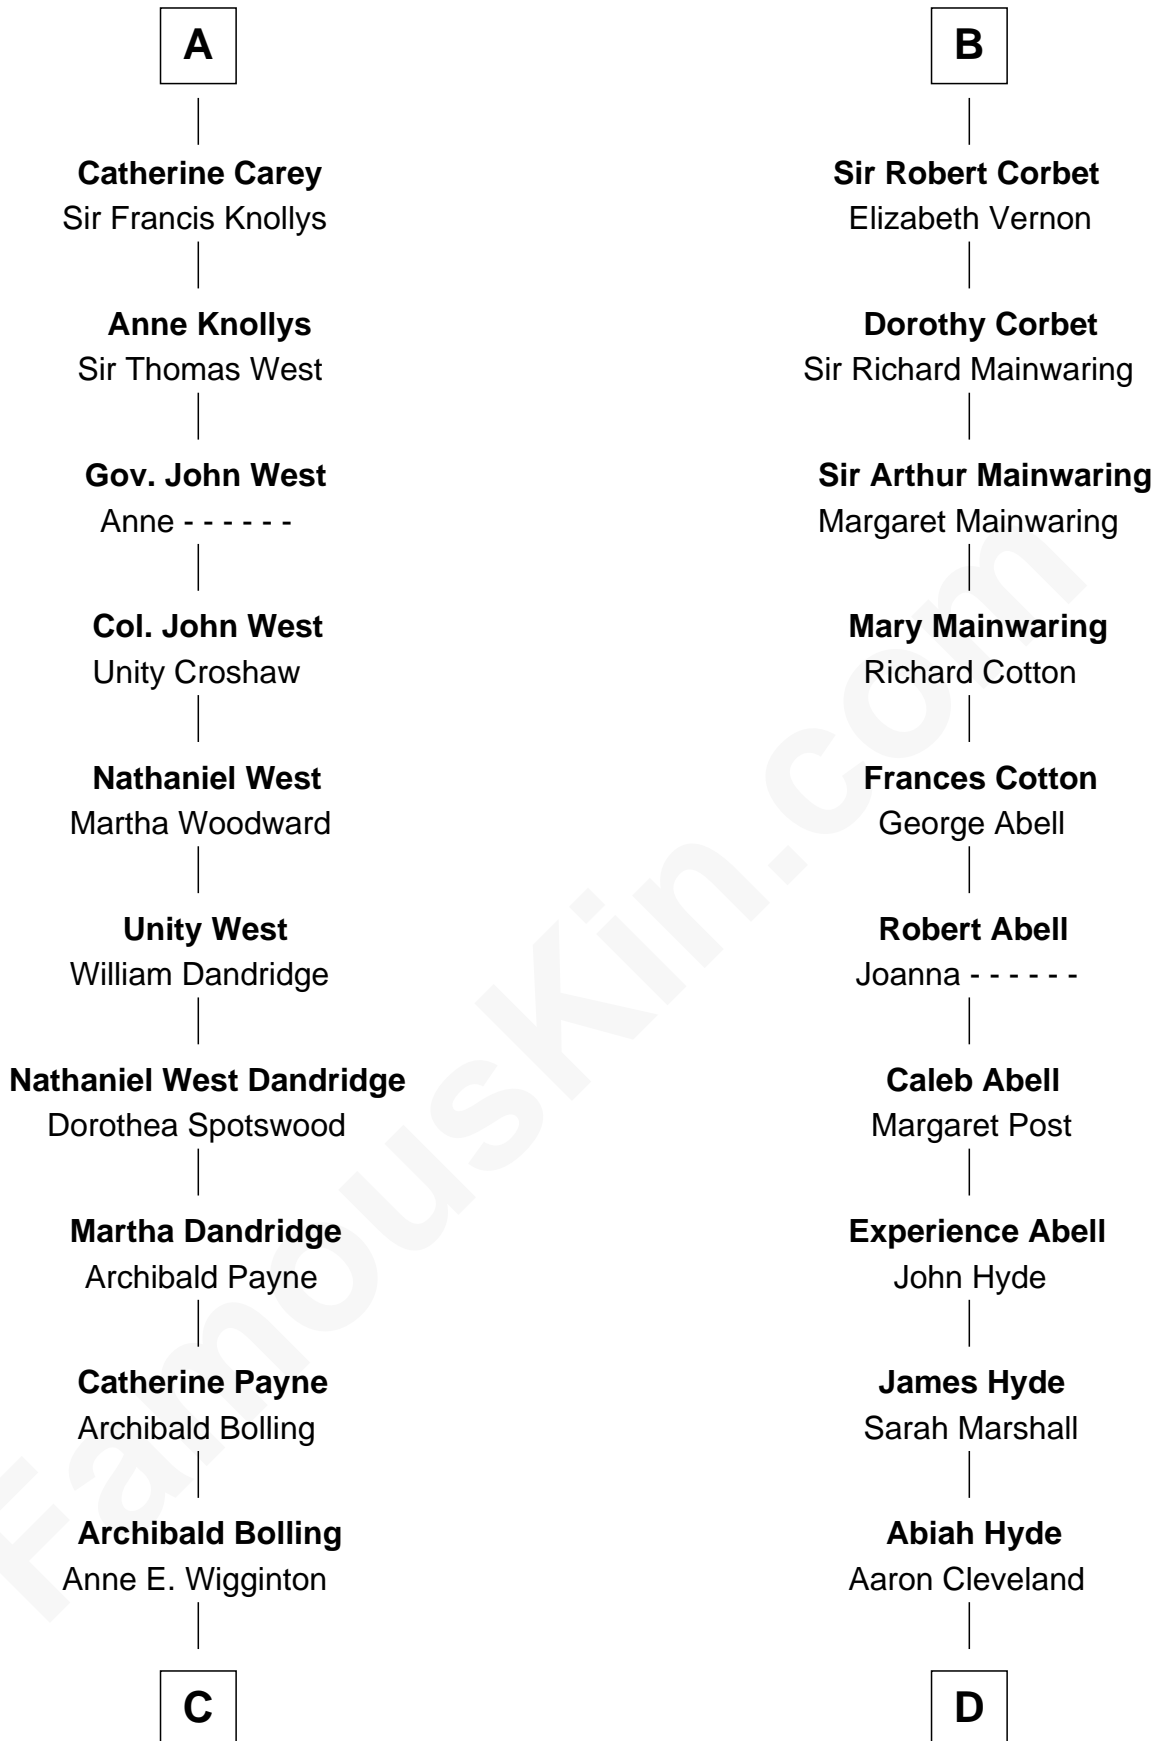 A
Catherine Carey
Sir Francis Knollys
Anne Knollys
Sir Thomas West
Gov. John West
Anne - - - - - -
Col. John West
Unity Croshaw
Nathaniel West
Martha Woodward
Unity West
William Dandridge
Nathaniel West Dandridge
Dorothea Spotswood
Martha Dandridge
Archibald Payne
Catherine Payne
Archibald Bolling
Archibald Bolling
Anne E. Wigginton
C
B
Sir Robert Corbet
Elizabeth Vernon
Dorothy Corbet
Sir Richard Mainwaring
Sir Arthur Mainwaring
Margaret Mainwaring
Mary Mainwaring
Richard Cotton
Frances Cotton
George Abell
Robert Abell
Joanna - - - - - -
Caleb Abell
Margaret Post
Experience Abell
John Hyde
James Hyde
Sarah Marshall
Abiah Hyde
Aaron Cleveland
D
FamousKin.com